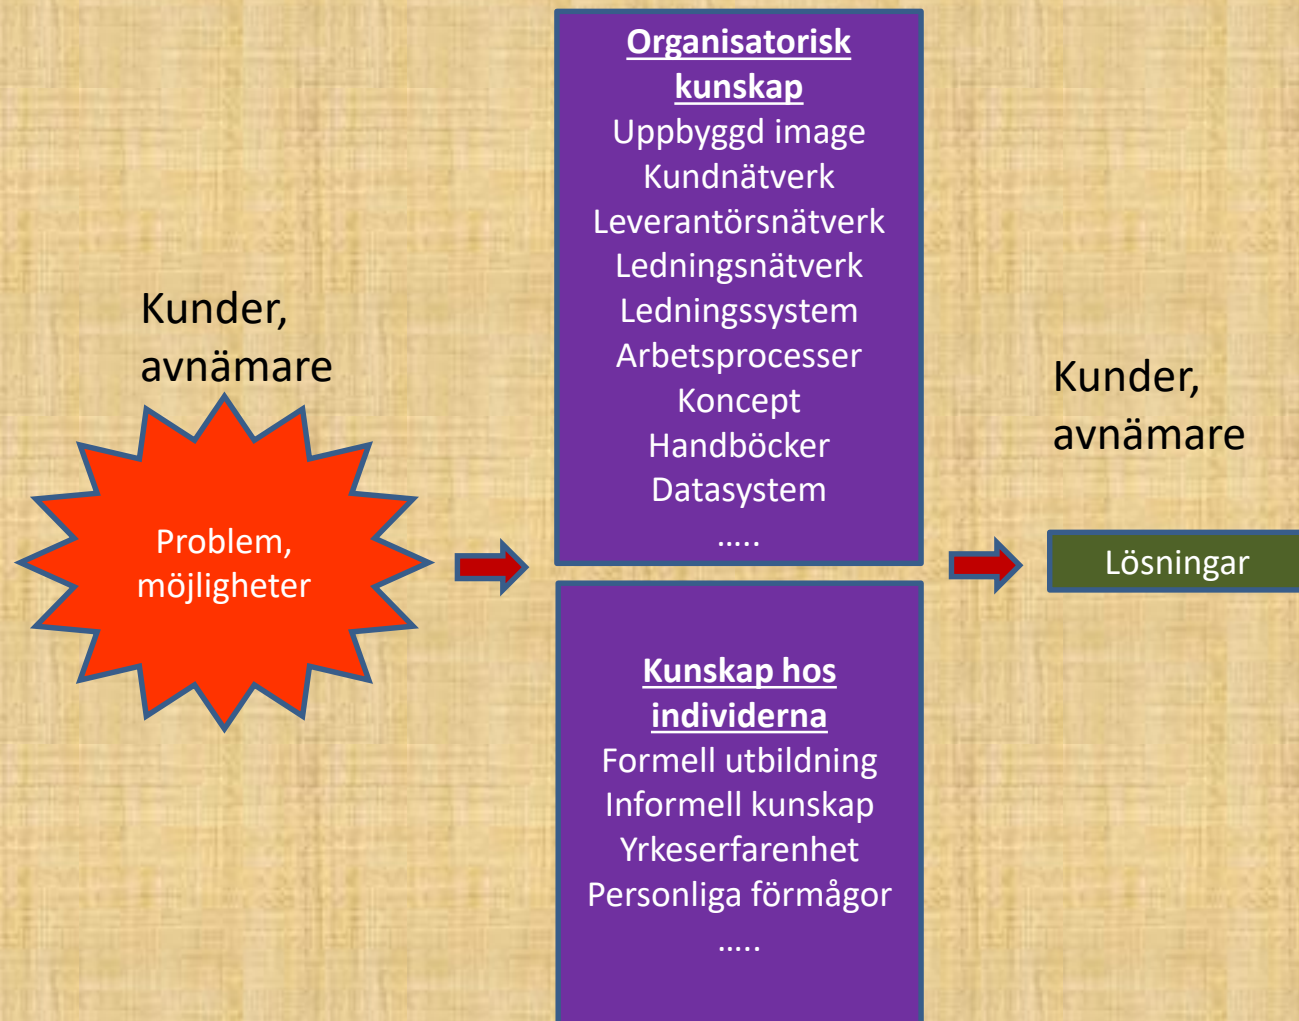 Kunder,
avnämare
Problem,
möjligheter
Organisatorisk
kunskap
Uppbyggd image
Kundnätverk
Leverantörsnätverk
Ledningsnätverk
Ledningssystem
Arbetsprocesser
Koncept
Handböcker
Datasystem
.....
Kunskap hos
individerna
Formell utbildning
Informell kunskap
Yrkeserfarenhet
Personliga förmågor
.....
Kunder,
avnämare
Lösningar